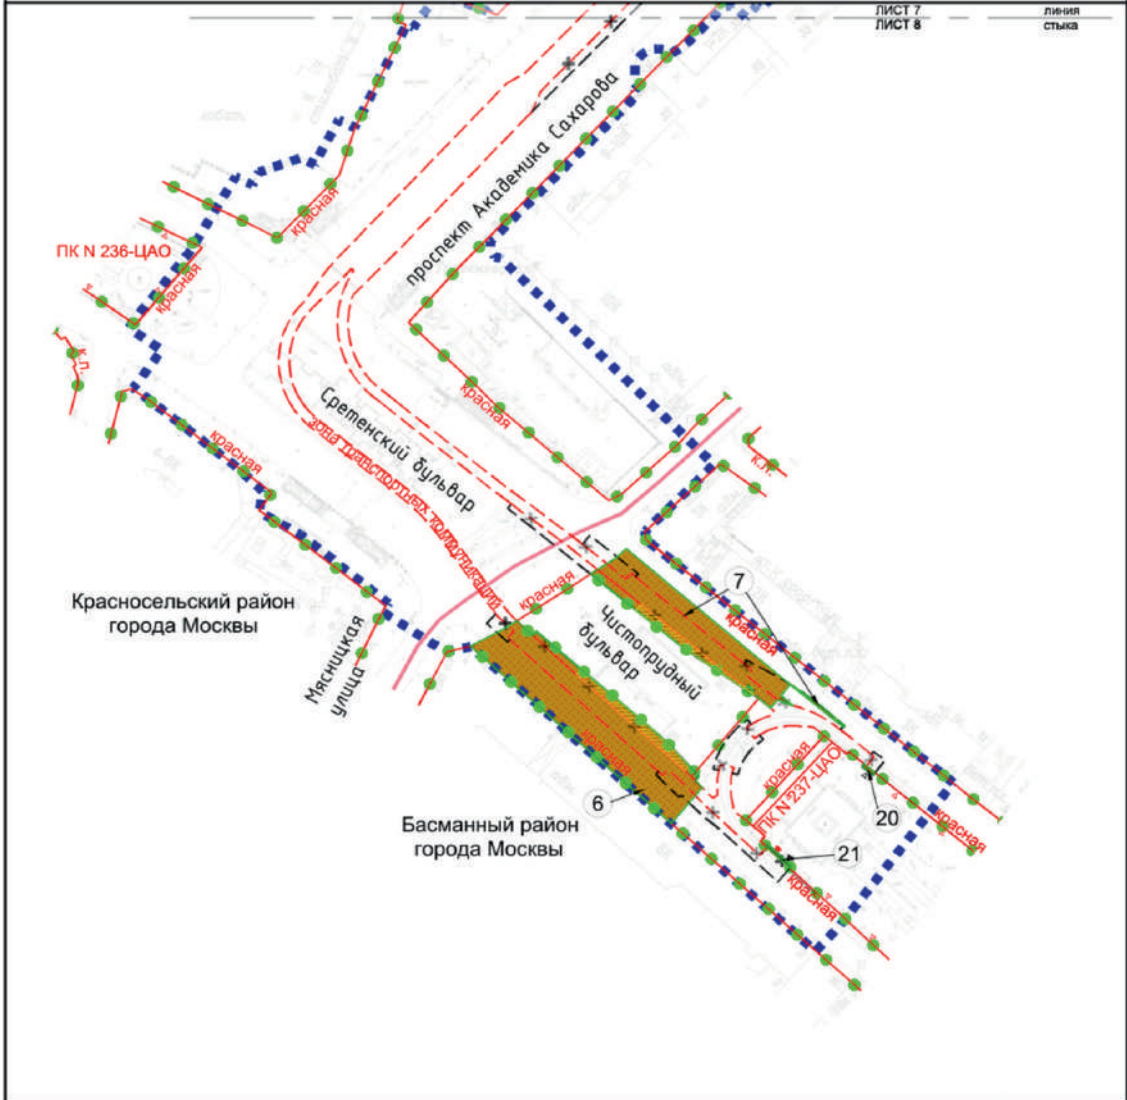 ЛИСТ 7 линия
ЛИСТ 8 стыка
проспект Академика Сахарова
красная
ПК N 236-ЦАО
красная
к.л.
красная
красная
Сретенский бульвар
зона транспортных коммуникаций
к.л.
красная
7
красная
Чистопрудный
бульвар
Красносельский район
города Москвы
Мясницкая
улица
красная
6
красная
ПК N 237-ЦАО
20
красная
Басманный район
города Москвы
21
красная